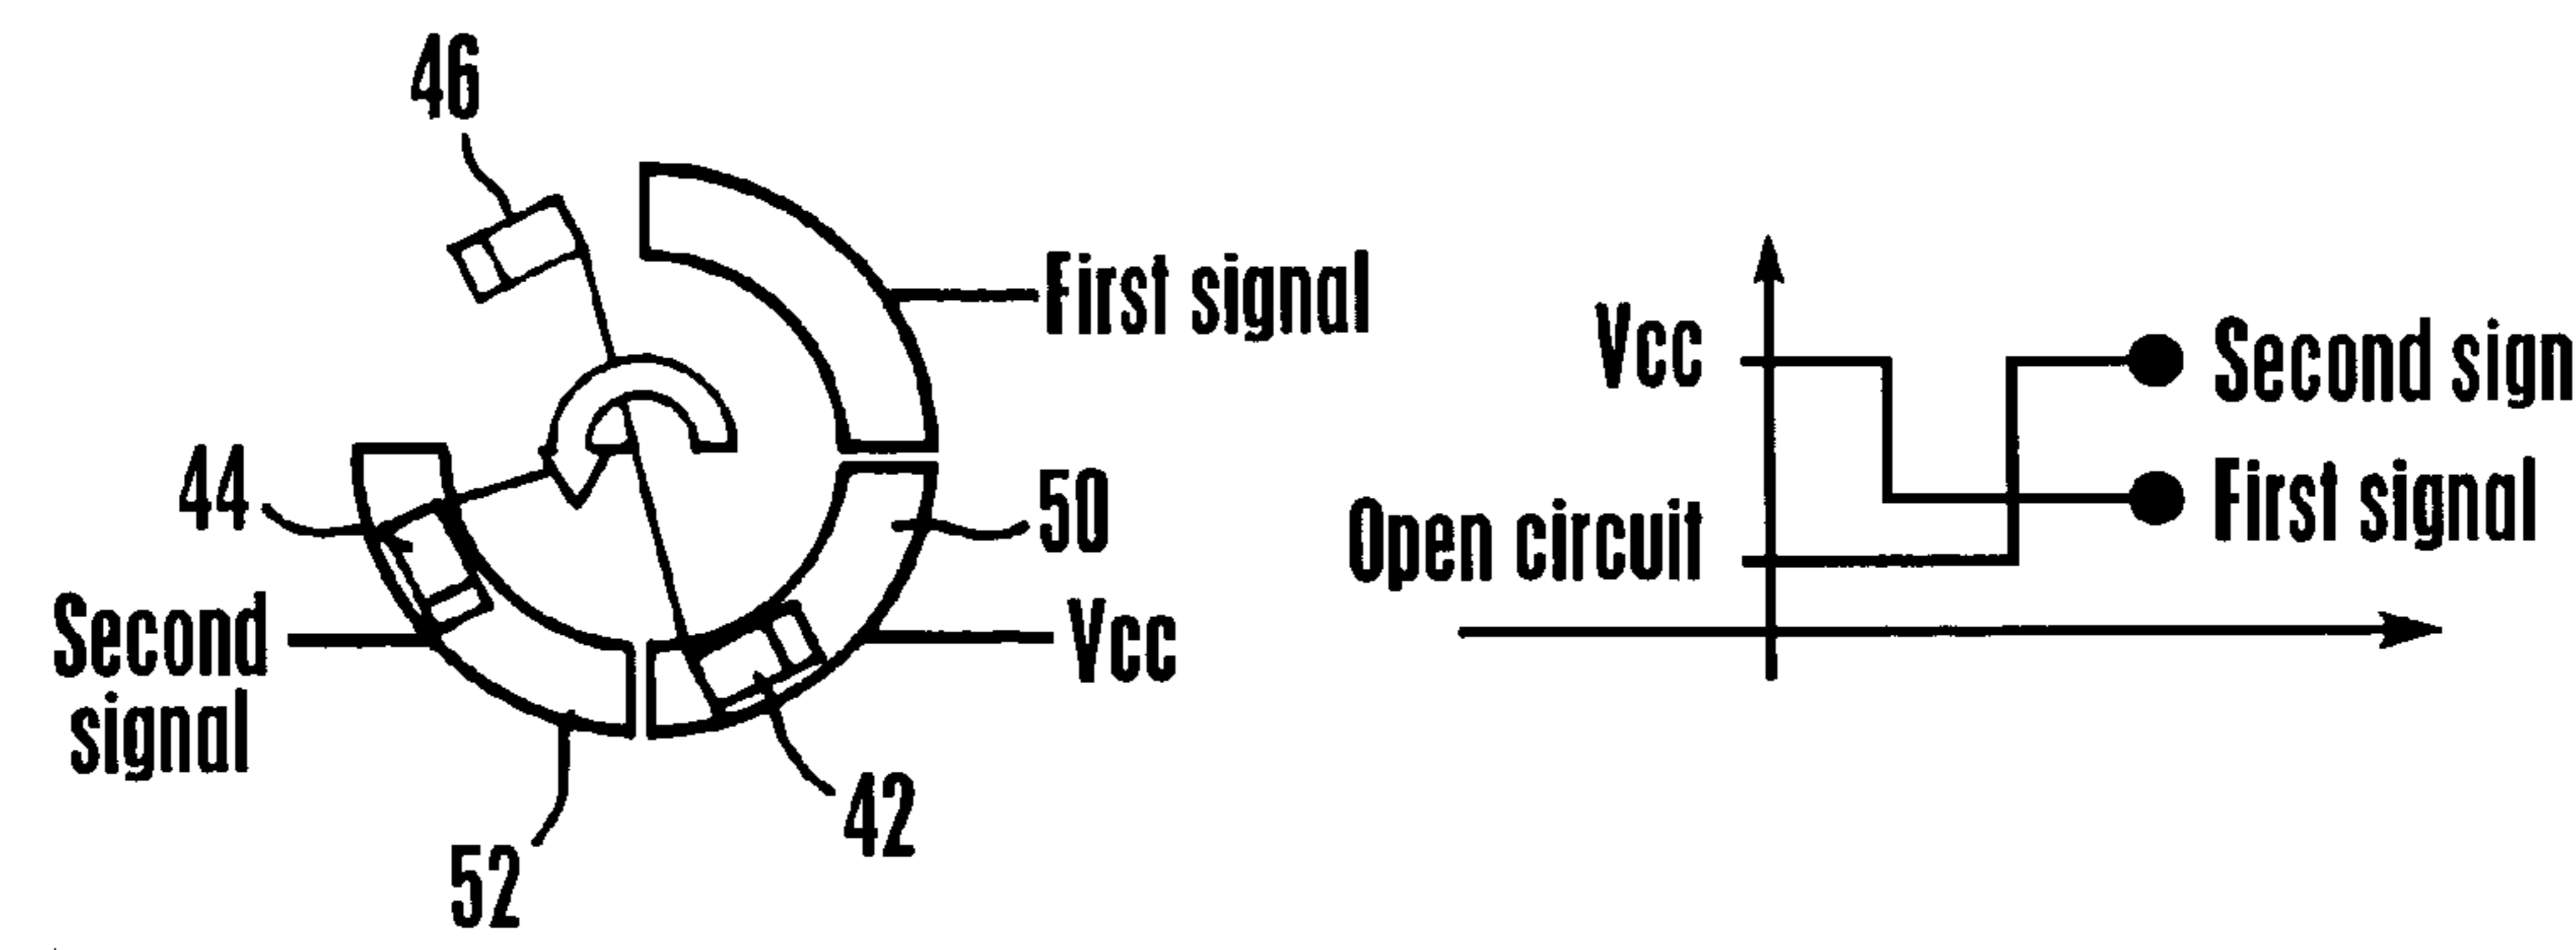 46
First signal
44
50
Second
signal
Vcc
42
52
Vcc
Second sign
Open circuit
First signal